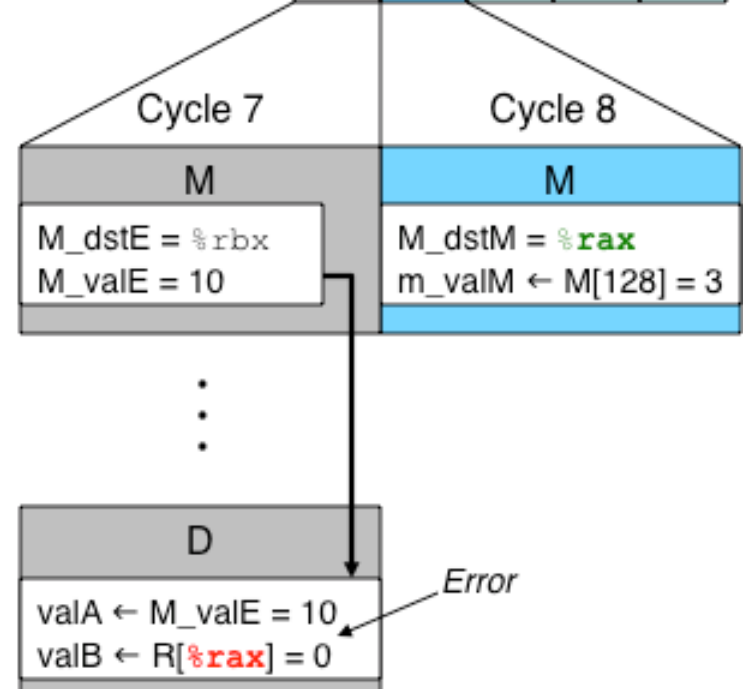 Cycle 7
Cycle 8
M
M
M_dstE = %rbx
M_valE = 10
M_dstM = %rax
m_valM ← M[128] = 3
D
Error
valA ← M_valE = 10
valB ← R[%rax] = 0